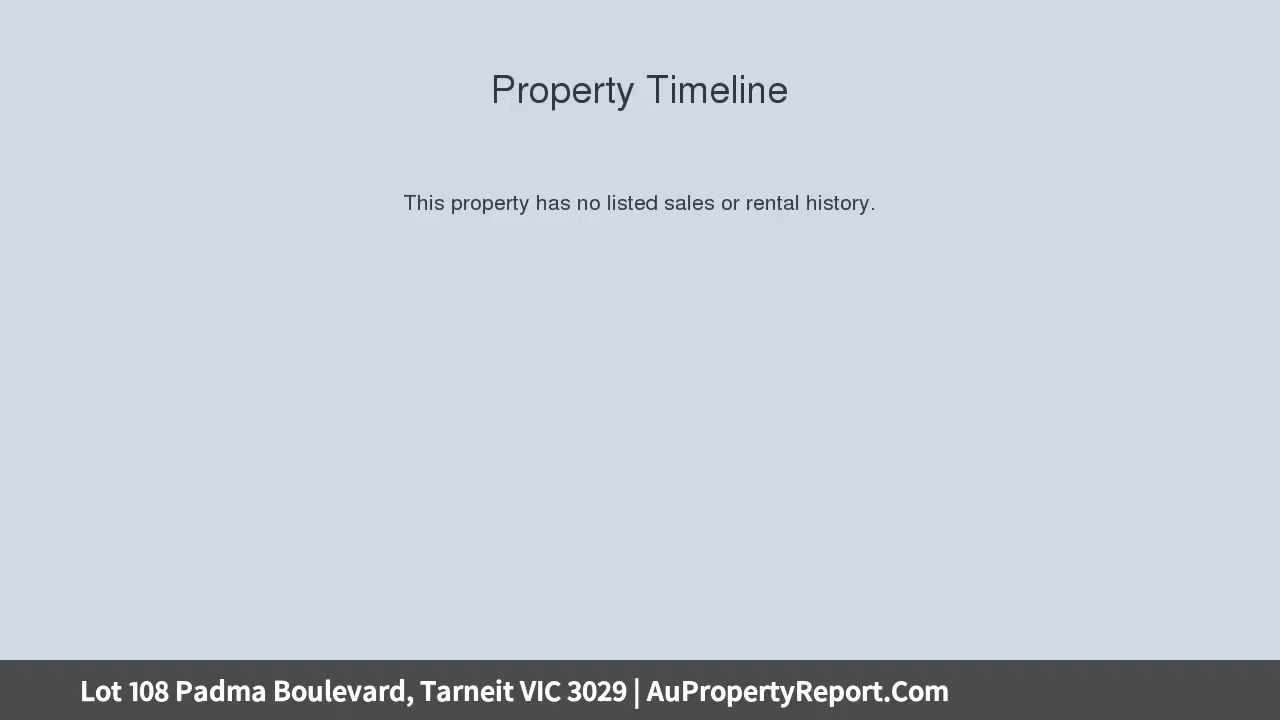 Property Timeline
This property has no listed sales or rental history.
Lot 108 Padma Boulevard, Tarneit VIC 3029 | AuPropertyReport.Com